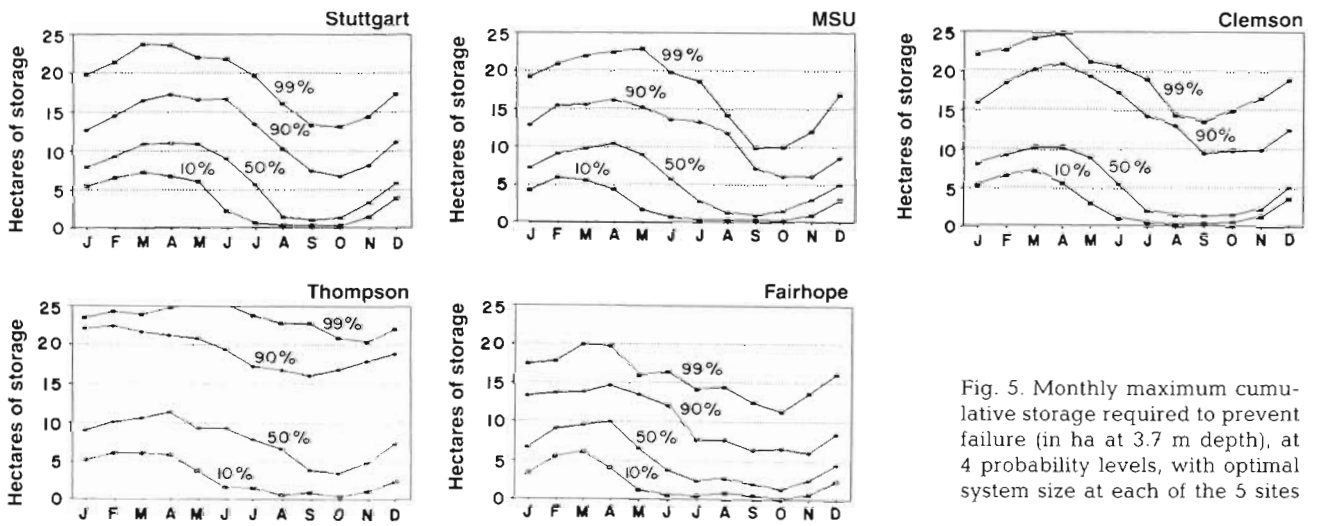 Stuttgart
Hectares of storage
25
20
15
10
5
0
99%
90%
50%
10%
J F M A M J J A S O N D
MSU
Hectares of storage
25
20
15
10
5
0
99%
90%
50%
10%
J F M A M J J A S O N D
Clemson
Hectares of storage
25
20
15
10
5
0
99%
90%
50%
10%
J F M A M J J A S O N D
Thompson
Hectares of storage
25
20
15
10
5
0
99%
90%
50%
10%
J F M A M J J A S O N D
Fairhope
Hectares of storage
25
20
15
10
5
0
99%
90%
50%
10%
J F M A M J J A S O N D
Fig. 5. Monthly maximum cumu-
lative storage required to prevent
failure (in ha at 3.7 m depth), at
4 probability levels, with optimal
system size at each of the 5 sites